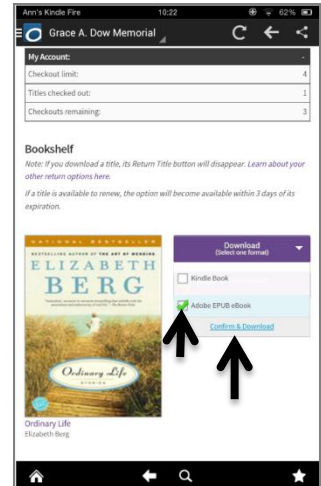 Ann's Kindle Fire 10:22 62%
Grace A. Dow Memorial
My Account:
Checkout limit: 4
Titles checked out: 1
Checkouts remaining: 3
Bookshelf
Note: If you download a title, its Return Title button will disappear. Learn about your
other return options here.
If a title is available to renew, the option will become available within 3 days of its
expiration.
NATIONAL BESTSELLER
BESTSELLING AUTHOR OF THE ART OF MENDING
ELIZABETH
BERG
Ordinary Life
STORIES
Download
(Select one format)
Kindle Book
Adobe EPUB eBook
Confirm & Download
Ordinary Life
Elizabeth Berg